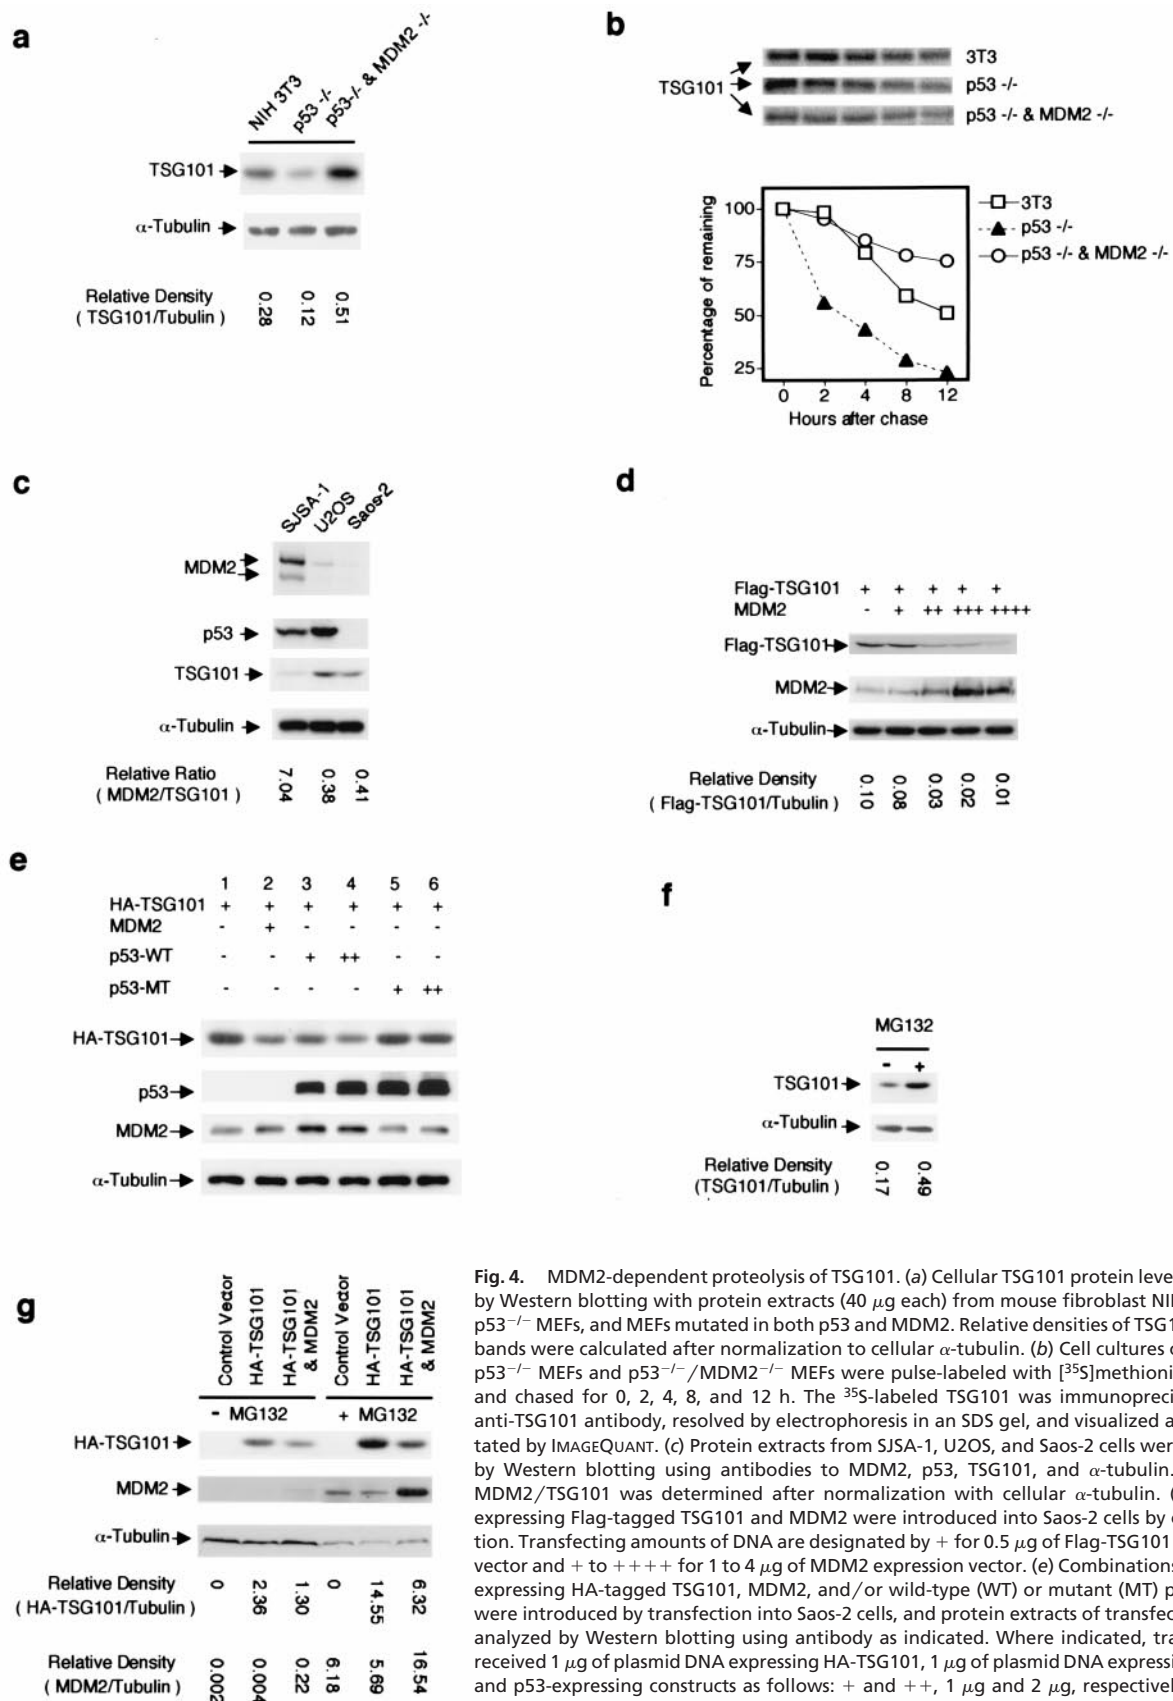 a
NIH 3T3
p53 -/-
p53-/- & MDM2 -/-
TSG101
α-Tubulin
Relative Density
( TSG101/Tubulin )
0.28 0.12 0.51
b
3T3
TSG101
p53 -/-
p53 -/- & MDM2 -/-
Percentage of remaining
100
75
50
25
0 2 4 8 12
Hours after chase
3T3
p53 -/-
p53 -/- & MDM2 -/-
c
SJSA-1
U2OS
Saos-2
MDM2
p53
TSG101
α-Tubulin
Relative Ratio
( MDM2/TSG101 )
7.04 0.38 0.41
d
Flag-TSG101 + + + + +
MDM2 - + ++ +++ ++++
Flag-TSG101
MDM2
α-Tubulin
Relative Density
( Flag-TSG101/Tubulin )
0.10 0.08 0.03 0.02 0.01
e
1 2 3 4 5 6
HA-TSG101 + + + + + +
MDM2 - + - - - -
p53-WT - - + ++ - -
p53-MT - - - - + ++
HA-TSG101
p53
MDM2
α-Tubulin
f
MG132
- +
TSG101
α-Tubulin
Relative Density
(TSG101/Tubulin )
0.17 0.49
g
Control Vector
HA-TSG101
HA-TSG101 & MDM2
Control Vector
HA-TSG101
HA-TSG101 & MDM2
- MG132 + MG132
HA-TSG101
MDM2
α-Tubulin
Relative Density
( HA-TSG101/Tubulin )
0 2.36 1.30 0 14.55 6.32
Relative Density
( MDM2/Tubulin )
0.002 0.004 0.22 6.18 5.69 16.54
Fig. 4. MDM2-dependent proteolysis of TSG101. (a) Cellular TSG101 protein leve
by Western blotting with protein extracts (40 μg each) from mouse fibroblast NI
p53−/− MEFs, and MEFs mutated in both p53 and MDM2. Relative densities of TSG1
bands were calculated after normalization to cellular α-tubulin. (b) Cell cultures o
p53−/− MEFs and p53−/−/MDM2−/− MEFs were pulse-labeled with [35S]methioni
and chased for 0, 2, 4, 8, and 12 h. The 35S-labeled TSG101 was immunopreci
anti-TSG101 antibody, resolved by electrophoresis in an SDS gel, and visualized a
tated by IMAGEQUANT. (c) Protein extracts from SJSA-1, U2OS, and Saos-2 cells wer
by Western blotting using antibodies to MDM2, p53, TSG101, and α-tubulin.
MDM2/TSG101 was determined after normalization with cellular α-tubulin. (
expressing Flag-tagged TSG101 and MDM2 were introduced into Saos-2 cells by
tion. Transfecting amounts of DNA are designated by + for 0.5 μg of Flag-TSG101
vector and + to ++++ for 1 to 4 μg of MDM2 expression vector. (e) Combinations
expressing HA-tagged TSG101, MDM2, and/or wild-type (WT) or mutant (MT) p
were introduced by transfection into Saos-2 cells, and protein extracts of transfec
analyzed by Western blotting using antibody as indicated. Where indicated, tra
received 1 μg of plasmid DNA expressing HA-TSG101, 1 μg of plasmid DNA expressi
and p53-expressing constructs as follows: + and ++, 1 μg and 2 μg, respectivel